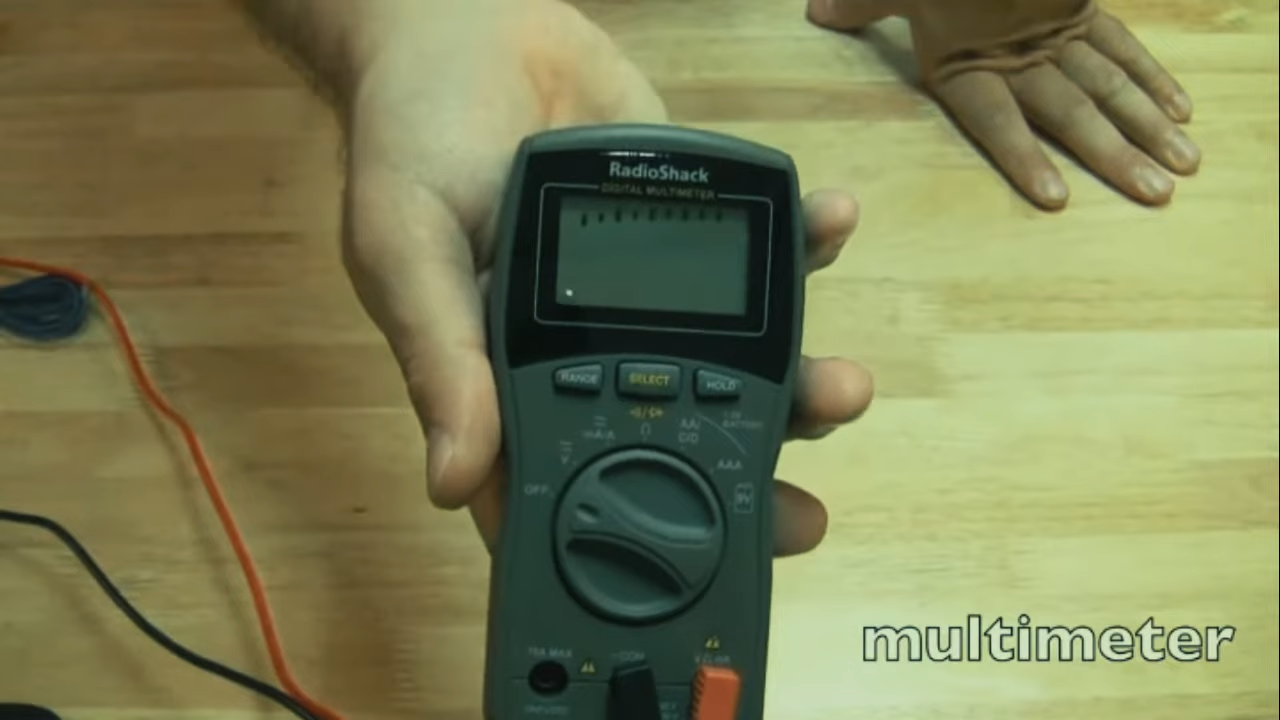 RadioShack
DIGITAL MULTIMETER
RANGE SELECT HOLD
AA/
C/D
AAA
OFF
9V
10A MAX
COM
multimeter